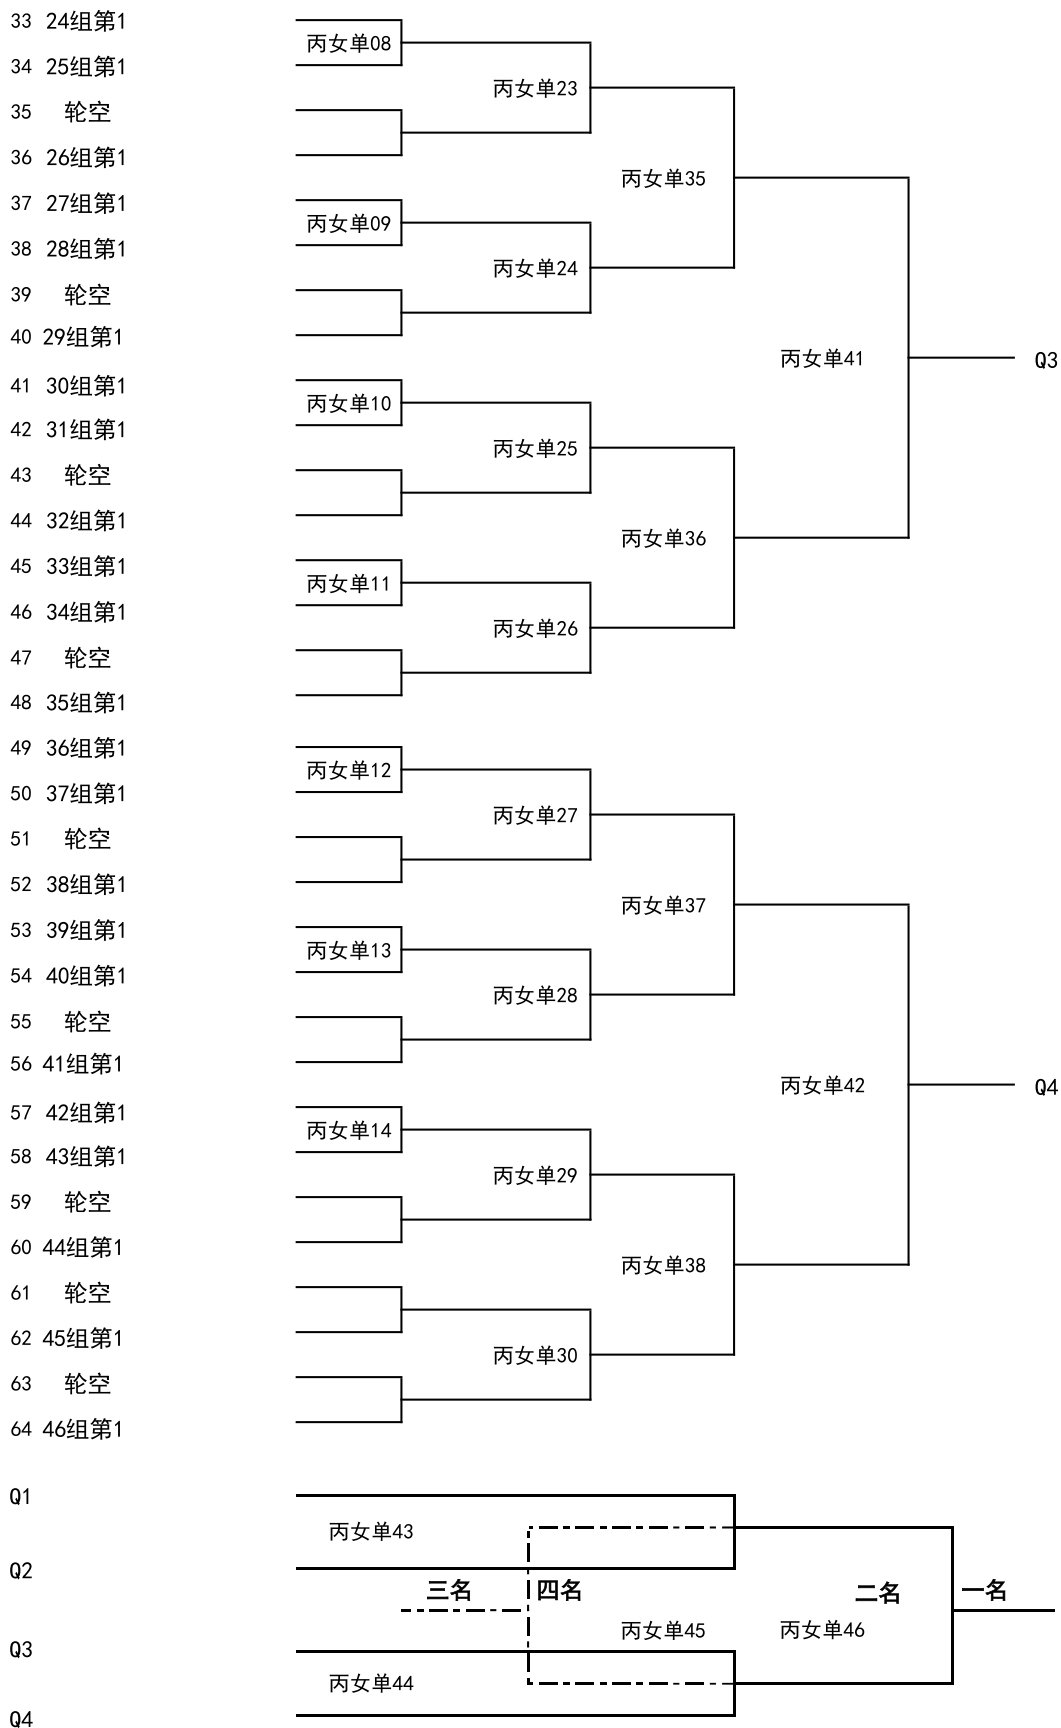 33 24组第1
丙女单08
34 25组第1
丙女单23
35 轮空
36 26组第1
丙女单35
37 27组第1
丙女单09
38 28组第1
丙女单24
39 轮空
40 29组第1
丙女单41 Q3
41 30组第1
丙女单10
42 31组第1
丙女单25
43 轮空
44 32组第1
丙女单36
45 33组第1
丙女单11
46 34组第1
丙女单26
47 轮空
48 35组第1
49 36组第1
丙女单12
50 37组第1
丙女单27
51 轮空
52 38组第1
丙女单37
53 39组第1
丙女单13
54 40组第1
丙女单28
55 轮空
56 41组第1
丙女单42 Q4
57 42组第1
丙女单14
58 43组第1
丙女单29
59 轮空
60 44组第1
丙女单38
61 轮空
62 45组第1
丙女单30
63 轮空
64 46组第1
Q1
丙女单43
Q2
三名 四名 二名 一名
丙女单45 丙女单46
Q3
丙女单44
Q4